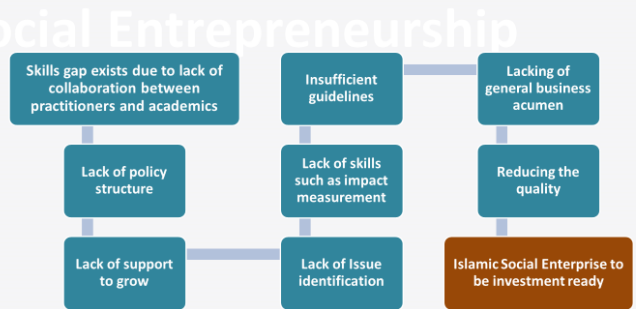 ocial Entrepreneurship
Skills gap exists due to lack of
collaboration between
practitioners and academics
Lack of policy
structure
Lack of support
to grow
Lack of Issue
identification
Lack of skills
such as impact
measurement
Insufficient
guidelines
Lacking of
general business
acumen
Reducing the
quality
Islamic Social Enterprise to
be investment ready